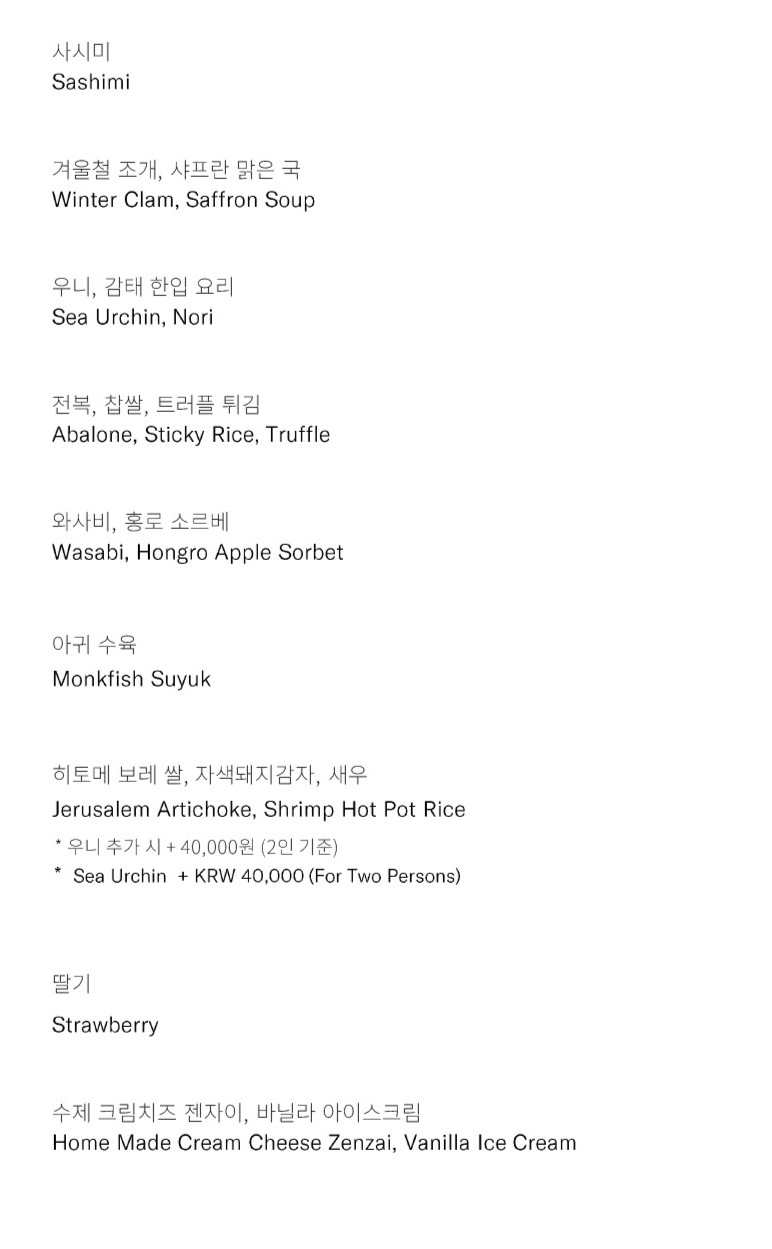 사시미
Sashimi
겨울철 조개, 샤프란 맑은 국
Winter Clam, Saffron Soup
우니, 감태 한입 요리
Sea Urchin, Nori
전복, 찹쌀, 트러플 튀김
Abalone, Sticky Rice, Truffle
와사비, 홍로 소르베
Wasabi, Hongro Apple Sorbet
아귀 수육
Monkfish Suyuk
히토메 보레 쌀, 자색돼지감자, 새우
Jerusalem Artichoke, Shrimp Hot Pot Rice
* 우니 추가 시 + 40,000원 (2인 기준)
* Sea Urchin + KRW 40,000 (For Two Persons)
딸기
Strawberry
수제 크림치즈 젠자이, 바닐라 아이스크림
Home Made Cream Cheese Zenzai, Vanilla Ice Cream